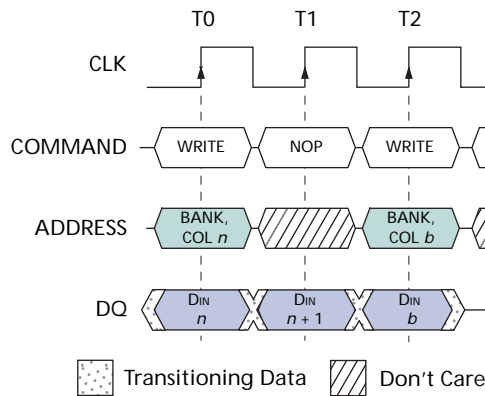 T0 T1 T2
CLK
COMMAND WRITE NOP WRITE
ADDRESS BANK, COL n BANK, COL b
DQ DIN n DIN n + 1 DIN b
Transitioning Data Don't Care